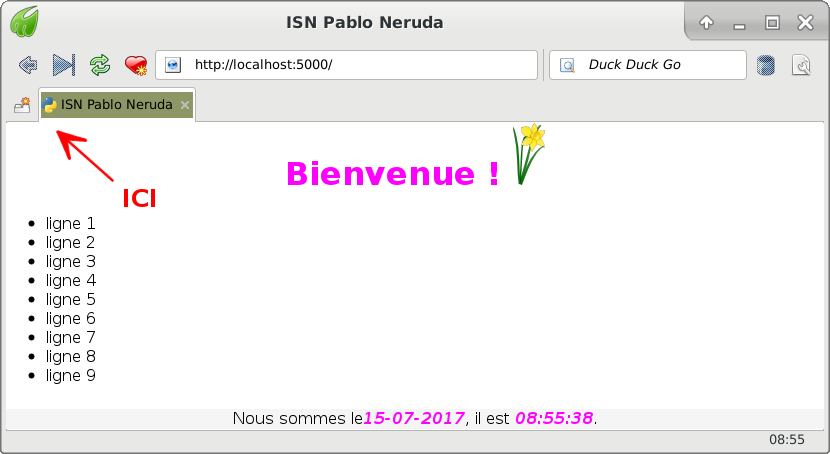 ISN Pablo Neruda
http://localhost:5000/
Duck Duck Go
ISN Pablo Neruda
Bienvenue !
ICI
ligne 1
ligne 2
ligne 3
ligne 4
ligne 5
ligne 6
ligne 7
ligne 8
ligne 9
Nous sommes le15-07-2017, il est 08:55:38.
08:55